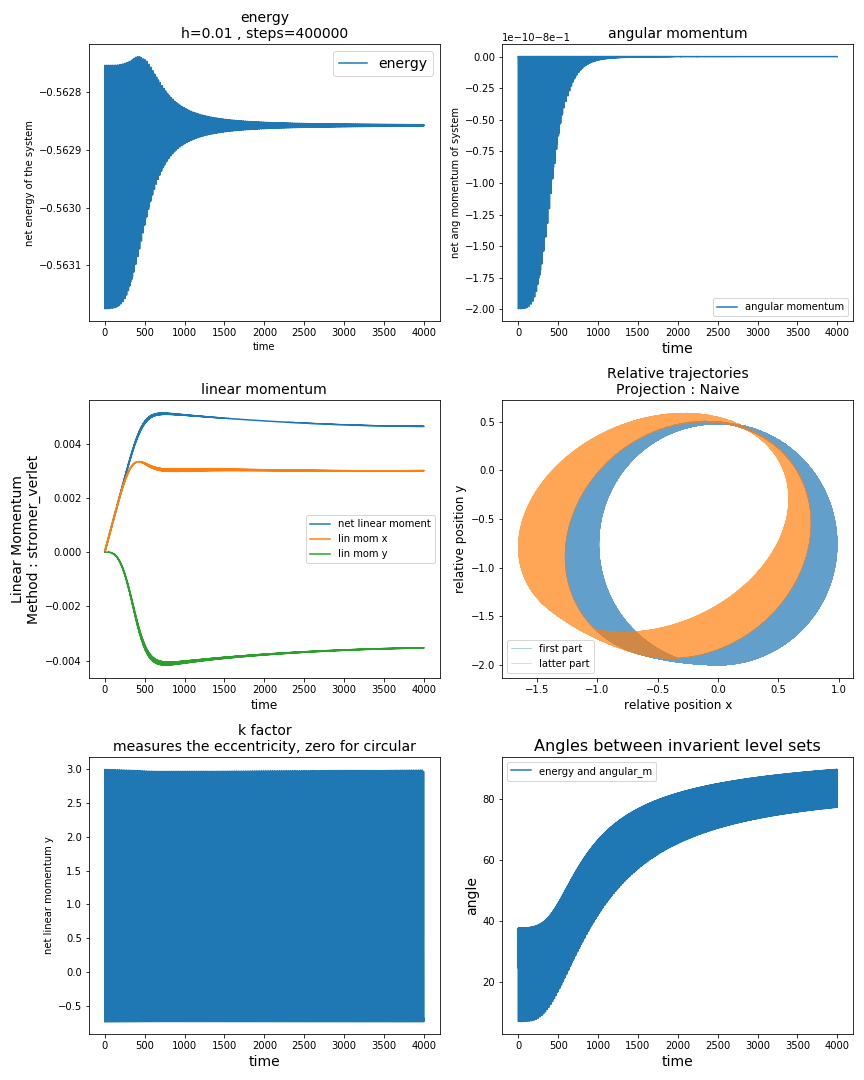 energy
h=0.01 , steps=400000
energy
net energy of the system
−0.5628
−0.5629
−0.5630
−0.5631
0 500 1000 1500 2000 2500 3000 3500 4000
time
1e−10−8e−1
angular momentum
net ang momentum of system
0.00
−0.25
−0.50
−0.75
−1.00
−1.25
−1.50
−1.75
−2.00
angular momentum
0 500 1000 1500 2000 2500 3000 3500 4000
time
linear momentum
Linear Momentum
Method : stromer_verlet
0.004
0.002
0.000
−0.002
−0.004
net linear moment
lin mom x
lin mom y
0 500 1000 1500 2000 2500 3000 3500 4000
time
Relative trajectories
Projection : Naive
relative position y
0.5
0.0
−0.5
−1.0
−1.5
−2.0
first part
latter part
−1.5 −1.0 −0.5 0.0 0.5 1.0
relative position x
k factor
measures the eccentricity, zero for circular
net linear momentum y
3.0
2.5
2.0
1.5
1.0
0.5
0.0
−0.5
0 500 1000 1500 2000 2500 3000 3500 4000
time
Angles between invarient level sets
energy and angular_m
angle
80
60
40
20
0 500 1000 1500 2000 2500 3000 3500 4000
time